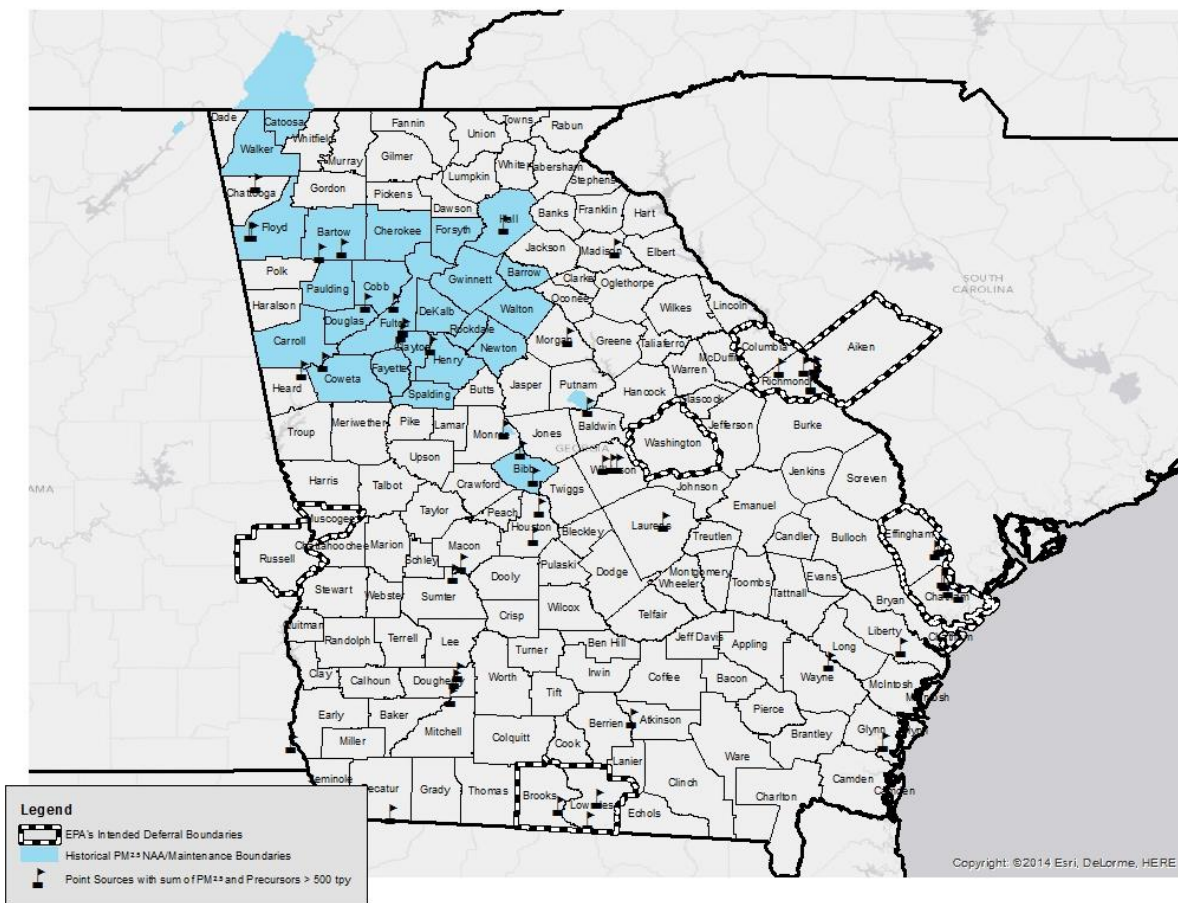 Dade
Catoosa
Fannin
Towns
Rabun
Union
Whitfield
Walker
Murray
Gilmer
White
Habersham
Lumpkin
Stephens
Chattooga
Gordon
Pickens
Dawson
Banks
Franklin
Hart
Floyd
Bartow
Cherokee
Forsyth
Hall
Jackson
Madison
Elbert
Polk
Gwinnett
Barrow
Clarke
Oglethorpe
Paulding
Cobb
Oconee
SOUTH
CAROLINA
Haralson
DeKalb
Walton
Wilkes
Lincoln
Douglas
Fulton
Rockdale
Carroll
Clayton
Newton
Morgan
Greene
Taliaferro
Columbia
Aiken
Henry
McDuffie
Fayette
Warren
Richmond
Heard
Coweta
Spalding
Butts
Jasper
Putnam
Hancock
Glascock
Troup
Meriwether
Pike
Lamar
Monroe
Jones
Baldwin
Washington
Jefferson
Burke
GEORGIA
Upson
Bibb
Wilkinson
AMA
Harris
Talbot
Crawford
Twiggs
Johnson
Jenkins
Screven
Muscogee
Taylor
Peach
Emanuel
Houston
Bleckley
Laurens
Treutlen
Candler
Bulloch
Effingham
Russell
Chattahoochee
Marion
Schley
Macon
Pulaski
Dodge
Montgomery
Wheeler
Toombs
Evans
Tattnall
Bryan
Chatham
Stewart
Webster
Sumter
Dooly
Crisp
Wilcox
Telfair
Quitman
Randolph
Terrell
Lee
Turner
Ben Hill
Jeff Davis
Appling
Long
Liberty
Chatham
Clay
Calhoun
Dougherty
Worth
Irwin
Coffee
Bacon
Wayne
McIntosh
McIntosh
Tift
Early
Baker
Berrien
Atkinson
Pierce
Miller
Mitchell
Colquitt
Cook
Ware
Brantley
Glynn
Glynn
Lanier
Clinch
Camden
Camden
Seminole
Decatur
Grady
Thomas
Brooks
Lowndes
Echols
Charlton
Legend
EPA's Intended Deferral Boundaries
Historical PM2.5 NAA/Maintenance Boundaries
Point Sources with sum of PM2.5 and Precursors > 500 tpy
Copyright: ©2014 Esri, DeLorme, HERE